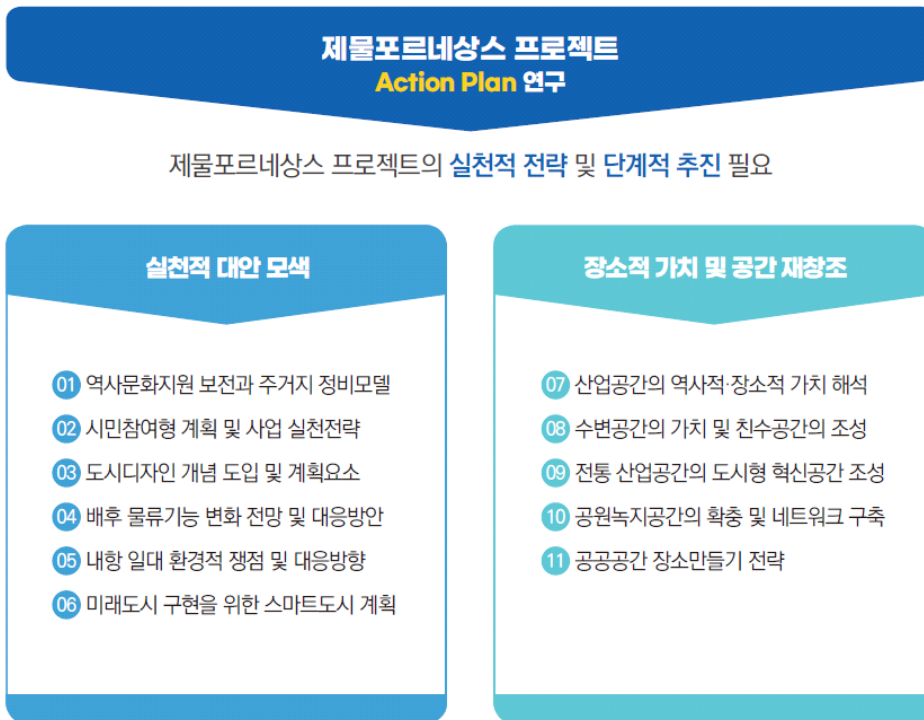 제물포르네상스 프로젝트
Action Plan 연구
제물포르네상스 프로젝트의 실천적 전략 및 단계적 추진 필요
실천적 대안 모색
01 역사문화지원 보전과 주거지 정비모델
02 시민참여형 계획 및 사업 실천전략
03 도시디자인 개념 도입 및 계획요소
04 배후 물류기능 변화 전망 및 대응방안
05 내항 일대 환경적 쟁점 및 대응방향
06 미래도시 구현을 위한 스마트도시 계획
장소적 가치 및 공간 재창조
07 산업공간의 역사적·장소적 가치 해석
08 수변공간의 가치 및 친수공간의 조성
09 전통 산업공간의 도시형 혁신공간 조성
10 공원녹지공간의 확충 및 네트워크 구축
11 공공공간 장소만들기 전략